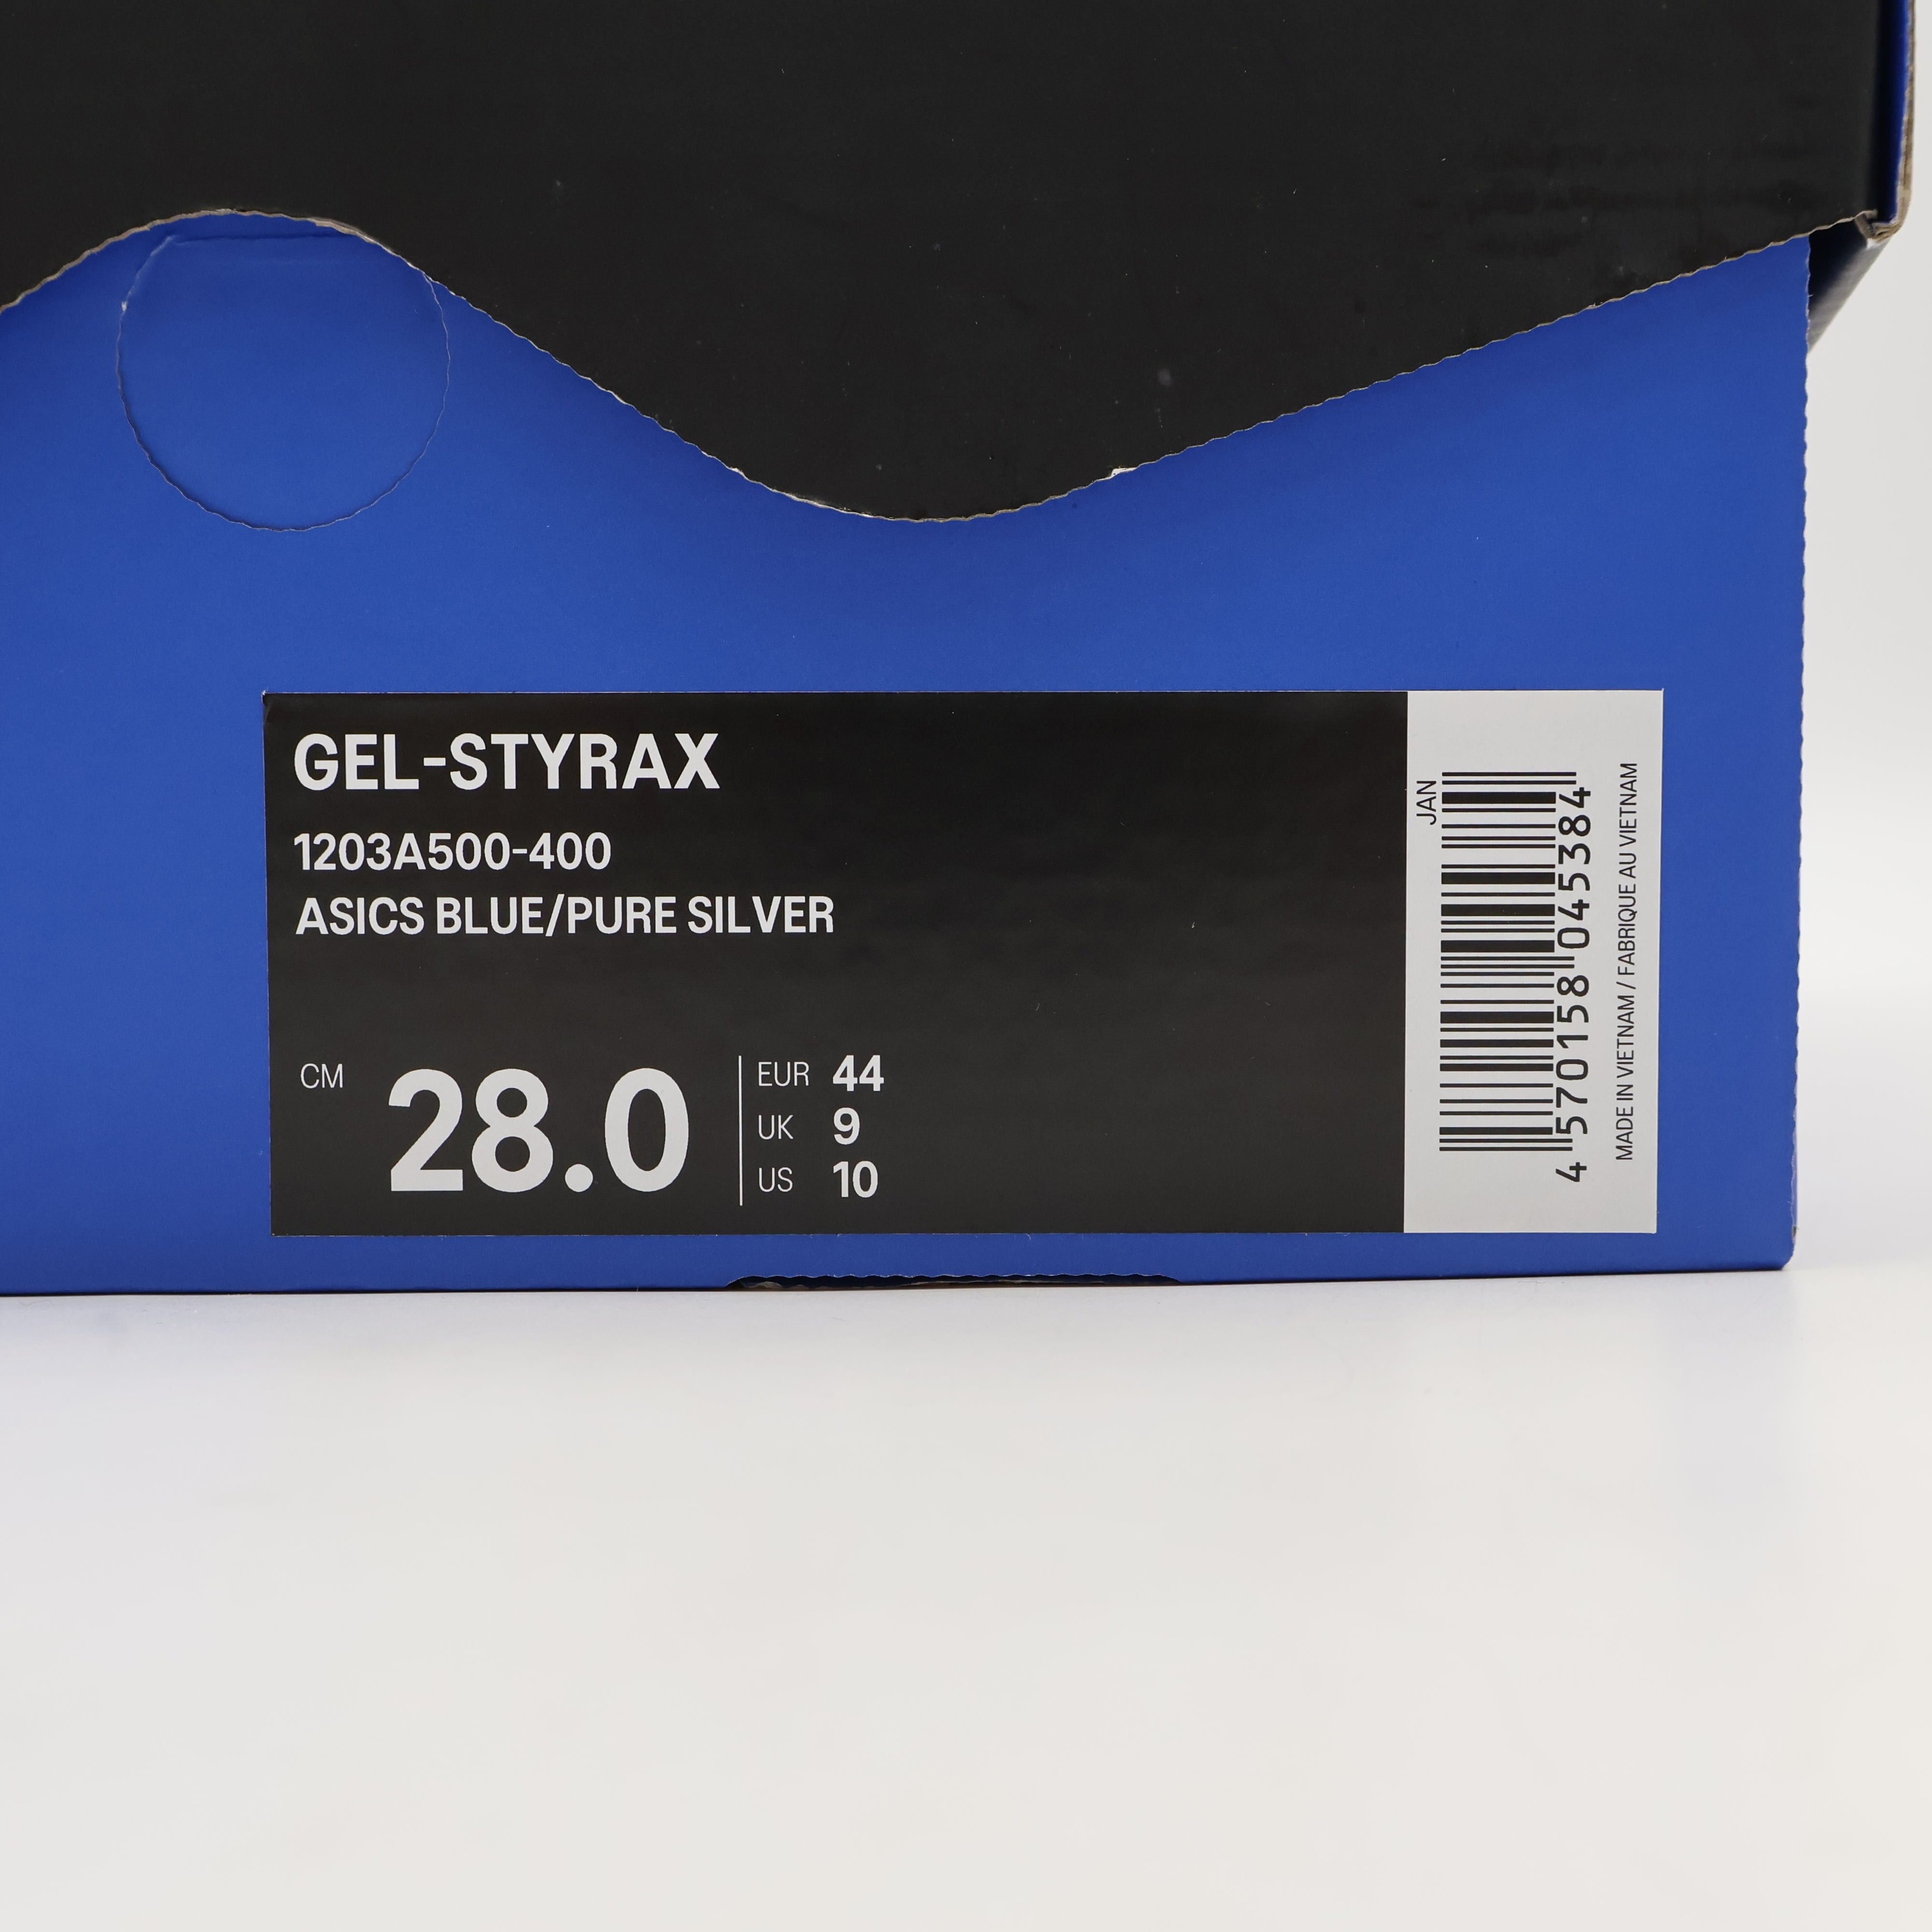 GEL-STYRAX
1203A500-400
ASICS BLUE/PURE SILVER
CM 28.0
EUR 44
UK 9
US 10
JAN
4 570158 045384
MADE IN VIETNAM / FABRIQUE AU VIETNAM